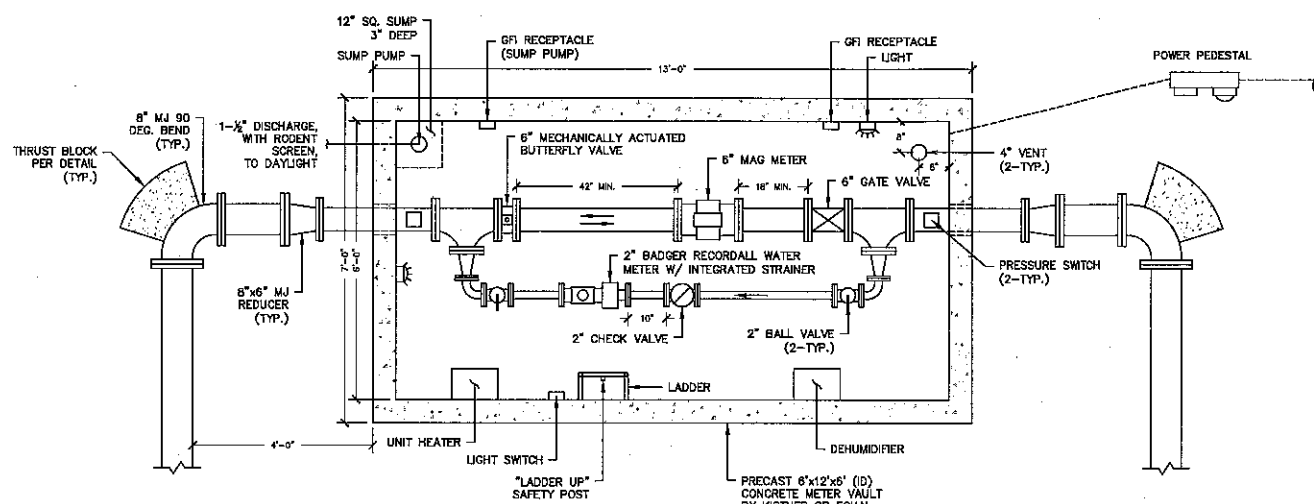 12" SQ. SUMP
3" DEEP
SUMP PUMP
GFI RECEPTACLE
(SUMP PUMP)
GFI RECEPTACLE
LIGHT
POWER PEDESTAL
13'-0"
8" MJ 90
DEG. BEND
(TYP.)
1-½" DISCHARGE,
WITH RODENT
SCREEN,
TO DAYLIGHT
THRUST BLOCK
PER DETAIL
(TYP.)
6" MECHANICALLY ACTUATED
BUTTERFLY VALVE
6" MAG METER
8"
6"
4" VENT
(2-TYP.)
42" MIN.
18" MIN.
6" GATE VALVE
7'-0"
6'-0"
2" BADGER RECORDALL WATER
METER W/ INTEGRATED STRAINER
PRESSURE SWITCH
(2-TYP.)
8"x6" MJ
REDUCER
(TYP.)
10"
2" CHECK VALVE
2" BALL VALVE
(2-TYP.)
LADDER
4'-0"
UNIT HEATER
LIGHT SWITCH
DEHUMIDIFIER
"LADDER UP"
SAFETY POST
PRECAST 6'x12'x6' (ID)
CONCRETE METER VAULT